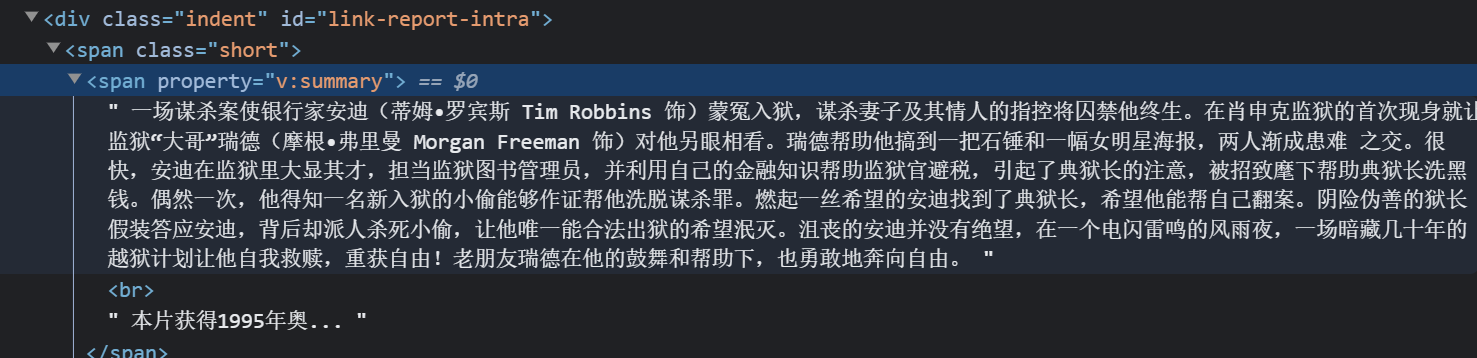 ▼<div class="indent" id="link-report-intra">
▼<span class="short">
▼<span property="v:summary"> == $0
" 一场谋杀案使银行家安迪（蒂姆•罗宾斯 Tim Robbins 饰）蒙冤入狱，谋杀妻子及其情人的指控将囚禁他终生。在肖申克监狱的首次现身就让
监狱“大哥”瑞德（摩根•弗里曼 Morgan Freeman 饰）对他另眼相看。瑞德帮助他搞到一把石锤和一幅女明星海报，两人渐成患难 之交。很
快，安迪在监狱里大显其才，担当监狱图书管理员，并利用自己的金融知识帮助监狱官避税，引起了典狱长的注意，被招致麾下帮助典狱长洗黑
钱。偶然一次，他得知一名新入狱的小偷能够作证帮他洗脱谋杀罪。燃起一丝希望的安迪找到了典狱长，希望他能帮自己翻案。阴险伪善的狱长
假装答应安迪，背后却派人杀死小偷，让他唯一能合法出狱的希望泯灭。沮丧的安迪并没有绝望，在一个电闪雷鸣的风雨夜，一场暗藏几十年的
越狱计划让他自我救赎，重获自由！老朋友瑞德在他的鼓舞和帮助下，也勇敢地奔向自由。 "
<br>
" 本片获得1995年奥... "
</span>